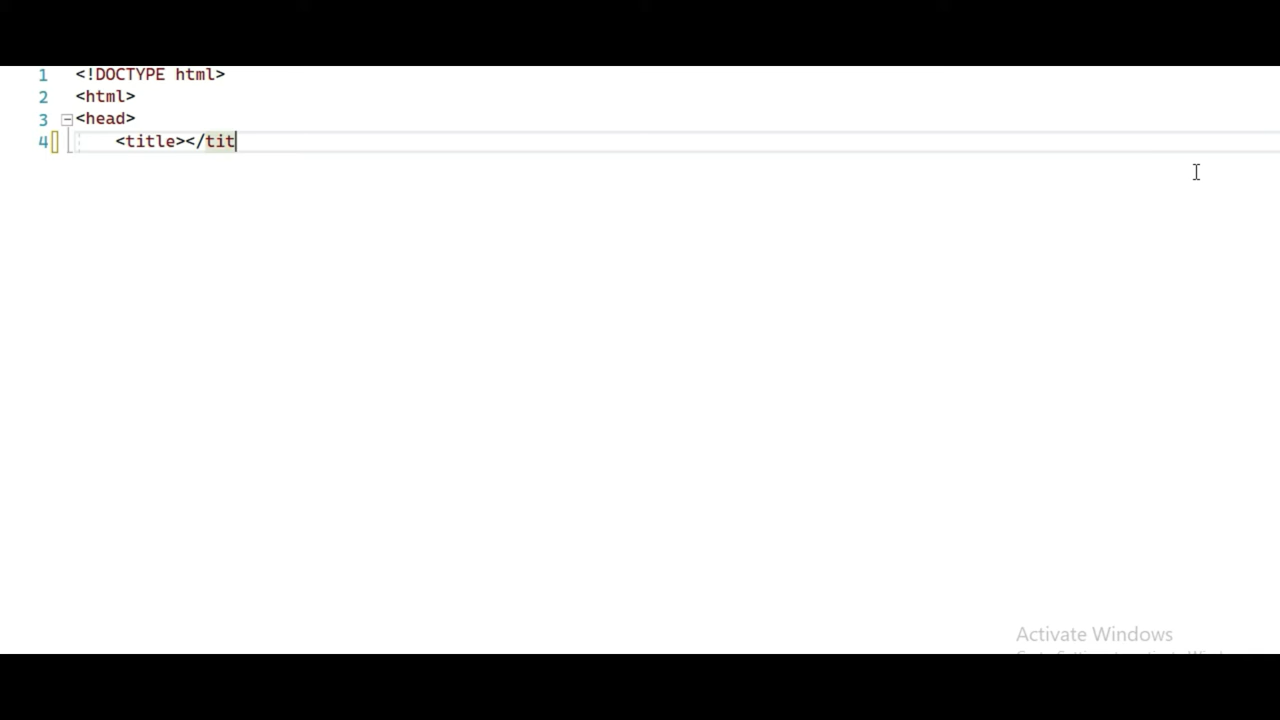 1 <!DOCTYPE html>
2 <html>
3 <head>
4 <title></tit
Activate Windows